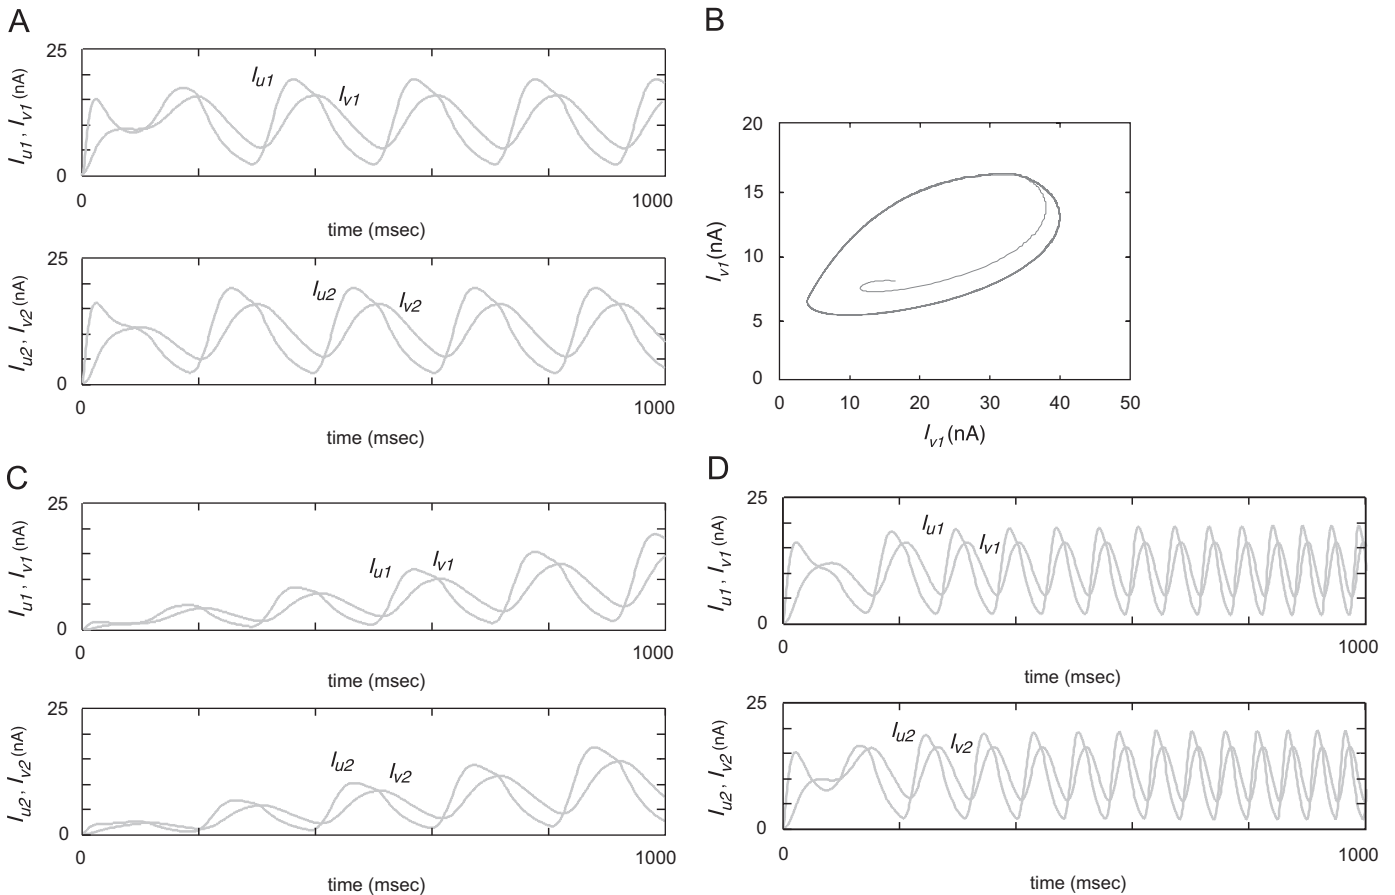 A
25
I_u1, I_v1 (nA)
0
I_u1
I_v1
0
1000
time (msec)
25
I_u2, I_v2 (nA)
0
I_u2
I_v2
0
1000
time (msec)
B
20
15
10
5
0
I_v1 (nA)
0
10
20
30
40
50
I_v1 (nA)
C
25
I_u1, I_v1 (nA)
0
I_u1
I_v1
0
1000
time (msec)
25
I_u2, I_v2 (nA)
0
I_u2
I_v2
0
1000
time (msec)
D
25
I_u1, I_v1 (nA)
0
I_u1
I_v1
0
1000
time (msec)
25
I_u2, I_v2 (nA)
0
I_u2
I_v2
0
1000
time (msec)